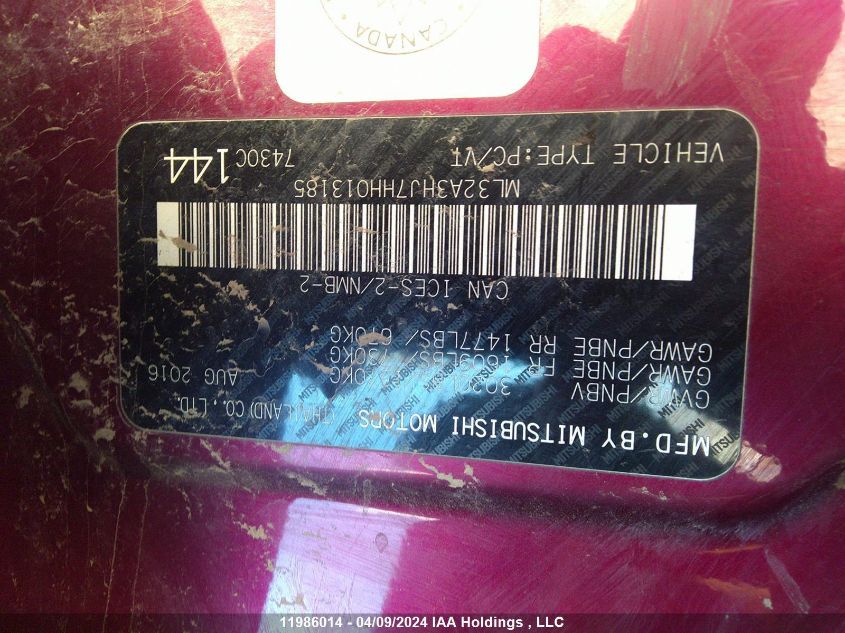 CANADA
MFD.BY MITSUBISHI MOTORS (THAILAND) CO., LTD.
AUG 2016
GVWR/PNBV
GAWR/PNBE FR 1609LBS/ 730KG
GAWR/PNBE RR 1477LBS/ 670KG
CAN ICES-2/NMB-2
ML32A3HJ7HH013185
VEHICLE TYPE:PC/VT 7430C 144
11986014 - 04/09/2024 IAA Holdings , LLC